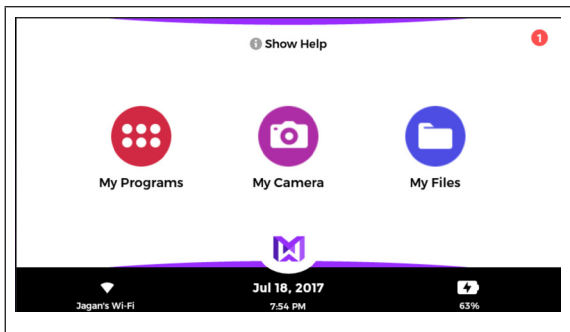 Show Help
1
My Programs
My Camera
My Files
Jul 18, 2017
Jagan's Wi-Fi
7:54 PM
63%